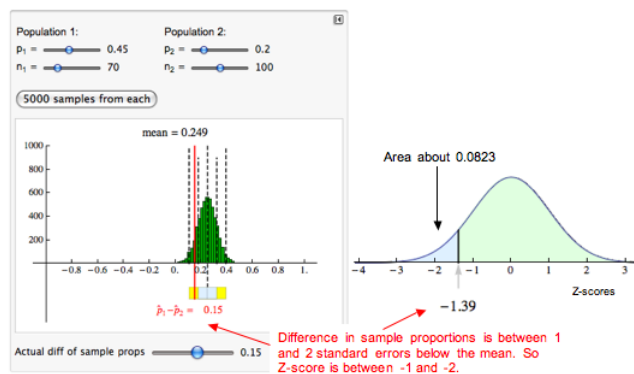 Population 1:
Population 2:
p1 = 0.45
p2 = 0.2
n1 = 70
n2 = 100
5000 samples from each
mean = 0.249
1000
800
600
400
200
-0.8 -0.6 -0.4 -0.2 0. 0.2 0.4 0.6 0.8 1.
p̂1-p̂2 = 0.15
Actual diff of sample props 0.15
Area about 0.0823
-4 -3 -2 -1 0 1 2 3
Z-scores
-1.39
Difference in sample proportions is between 1
and 2 standard errors below the mean. So
Z-score is between -1 and -2.